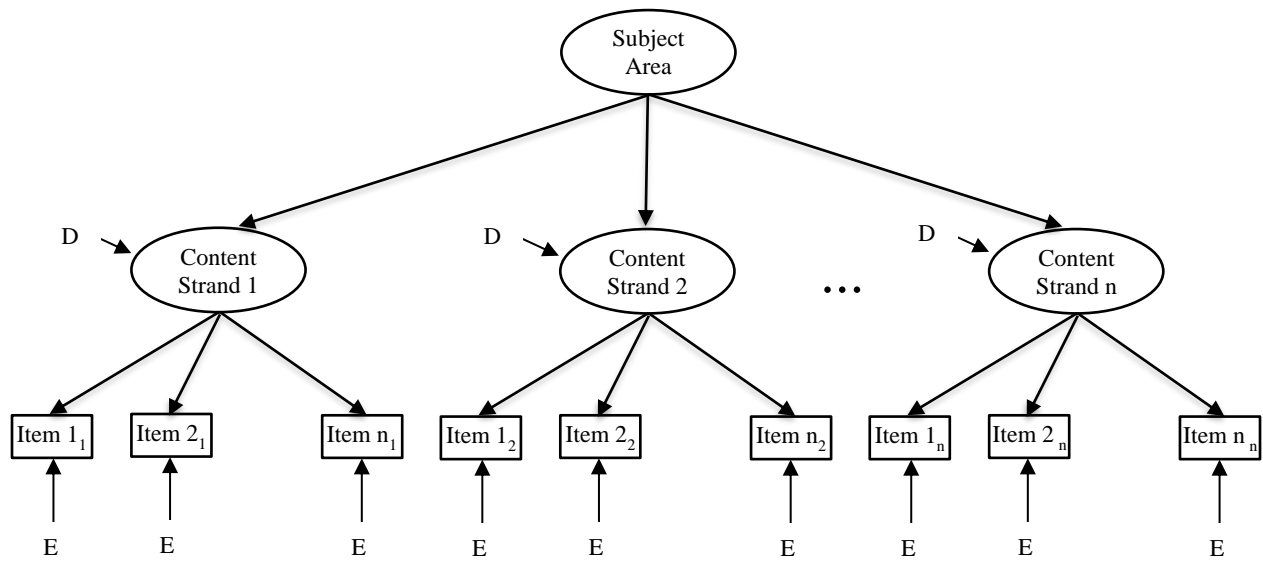 Subject
Area
D
Content
Strand 1
D
Content
Strand 2
...
D
Content
Strand n
Item 1₁
Item 2₁
Item n₁
Item 1₂
Item 2₂
Item n₂
Item 1ₙ
Item 2ₙ
Item nₙ
E
E
E
E
E
E
E
E
E